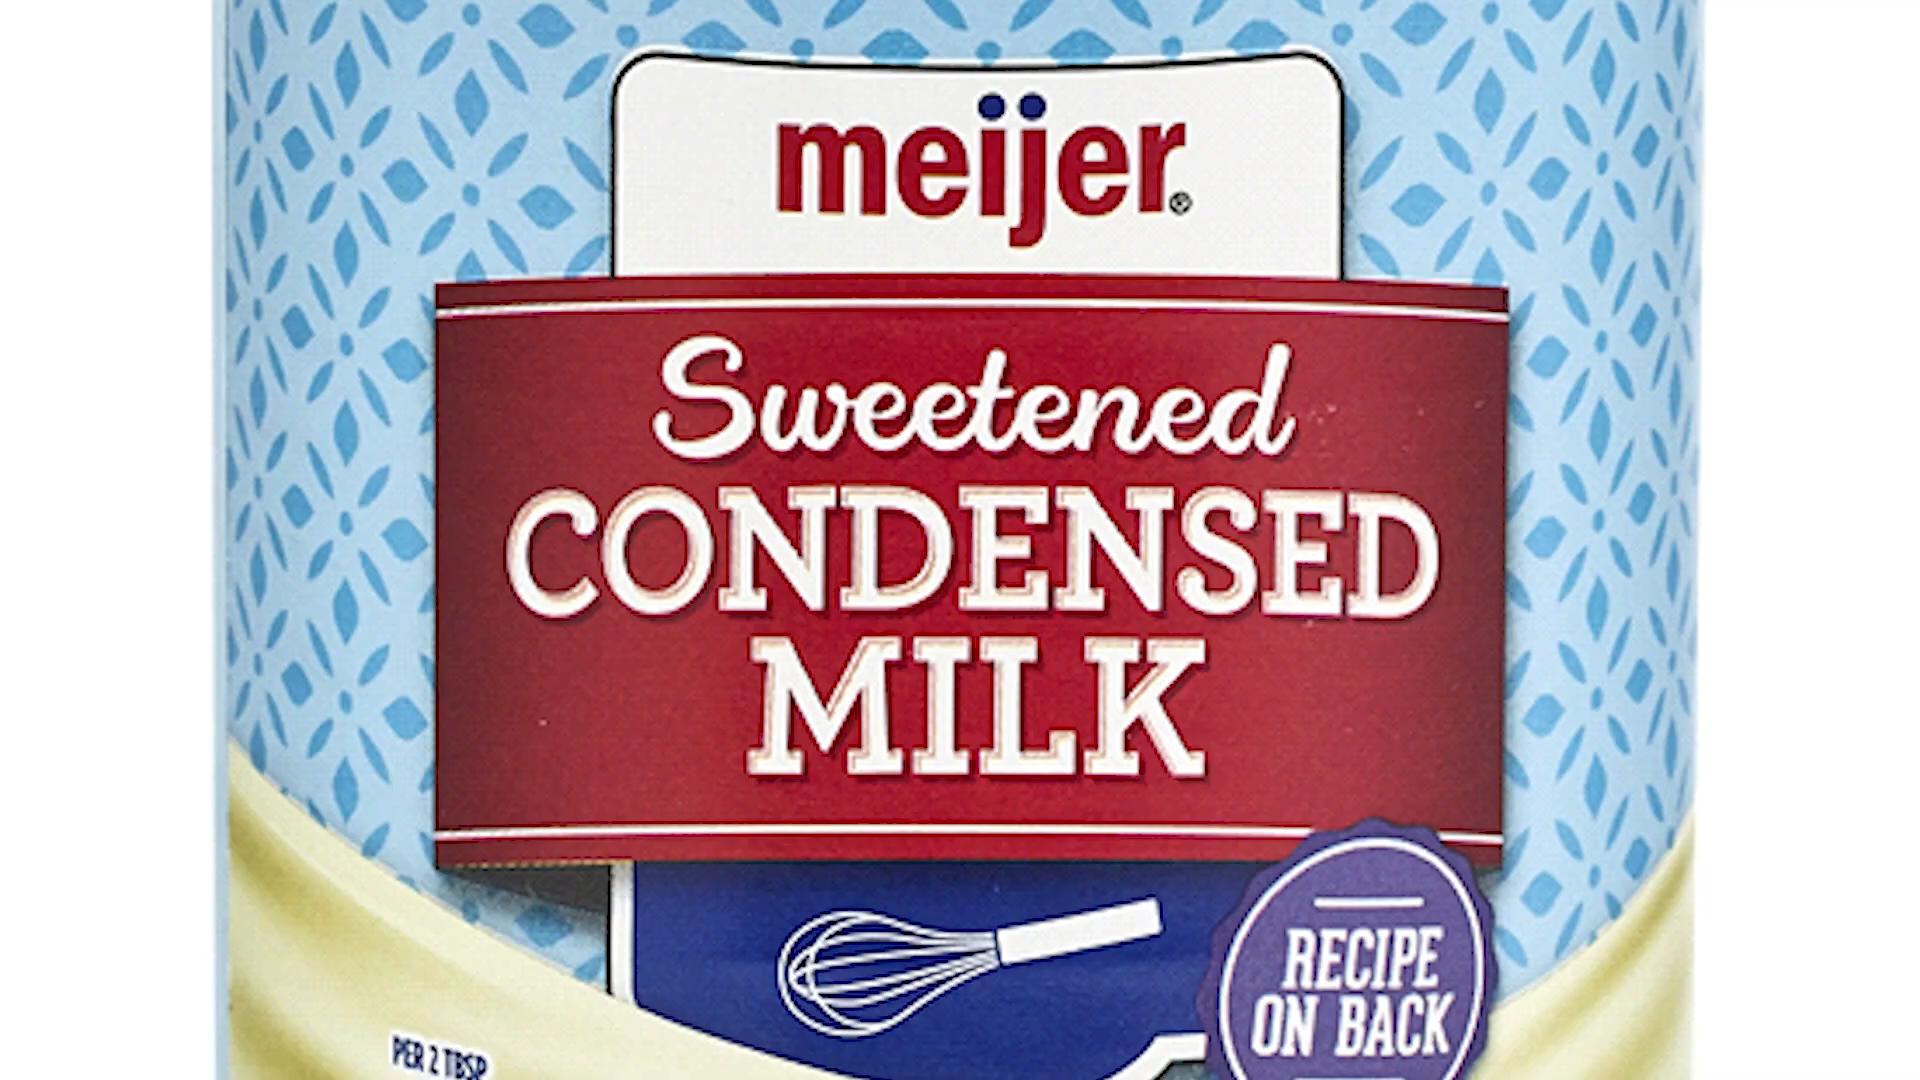 meijer®
Sweetened
CONDENSED
MILK
RECIPE
ON BACK
PER 2 TBSP